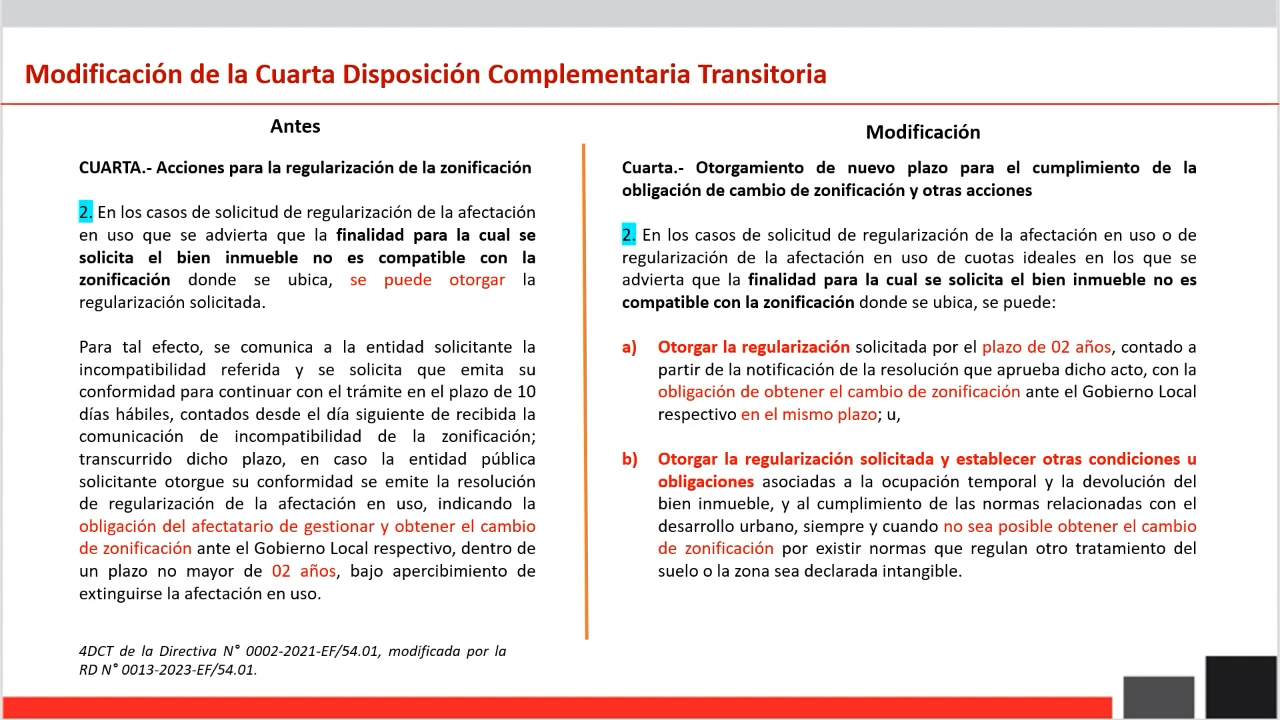 Modificación de la Cuarta Disposición Complementaria Transitoria
Antes
CUARTA.- Acciones para la regularización de la zonificación
2. En los casos de solicitud de regularización de la afectación
en uso que se advierta que la finalidad para la cual se
solicita el bien inmueble no es compatible con la
zonificación donde se ubica, se puede otorgar la
regularización solicitada.
Para tal efecto, se comunica a la entidad solicitante la
incompatibilidad referida y se solicita que emita su
conformidad para continuar con el trámite en el plazo de 10
días hábiles, contados desde el día siguiente de recibida la
comunicación de incompatibilidad de la zonificación;
transcurrido dicho plazo, en caso la entidad pública
solicitante otorgue su conformidad se emite la resolución
de regularización de la afectación en uso, indicando la
obligación del afectatario de gestionar y obtener el cambio
de zonificación ante el Gobierno Local respectivo, dentro de
un plazo no mayor de 02 años, bajo apercibimiento de
extinguirse la afectación en uso.
4DCT de la Directiva N° 0002-2021-EF/54.01, modificada por la
RD N° 0013-2023-EF/54.01.
Modificación
Cuarta.- Otorgamiento de nuevo plazo para el cumplimiento de la
obligación de cambio de zonificación y otras acciones
2. En los casos de solicitud de regularización de la afectación en uso o de
regularización de la afectación en uso de cuotas ideales en los que se
advierta que la finalidad para la cual se solicita el bien inmueble no es
compatible con la zonificación donde se ubica, se puede:
a) Otorgar la regularización solicitada por el plazo de 02 años, contado a
partir de la notificación de la resolución que aprueba dicho acto, con la
obligación de obtener el cambio de zonificación ante el Gobierno Local
respectivo en el mismo plazo; u,
b) Otorgar la regularización solicitada y establecer otras condiciones u
obligaciones asociadas a la ocupación temporal y la devolución del
bien inmueble, y al cumplimiento de las normas relacionadas con el
desarrollo urbano, siempre y cuando no sea posible obtener el cambio
de zonificación por existir normas que regulan otro tratamiento del
suelo o la zona sea declarada intangible.